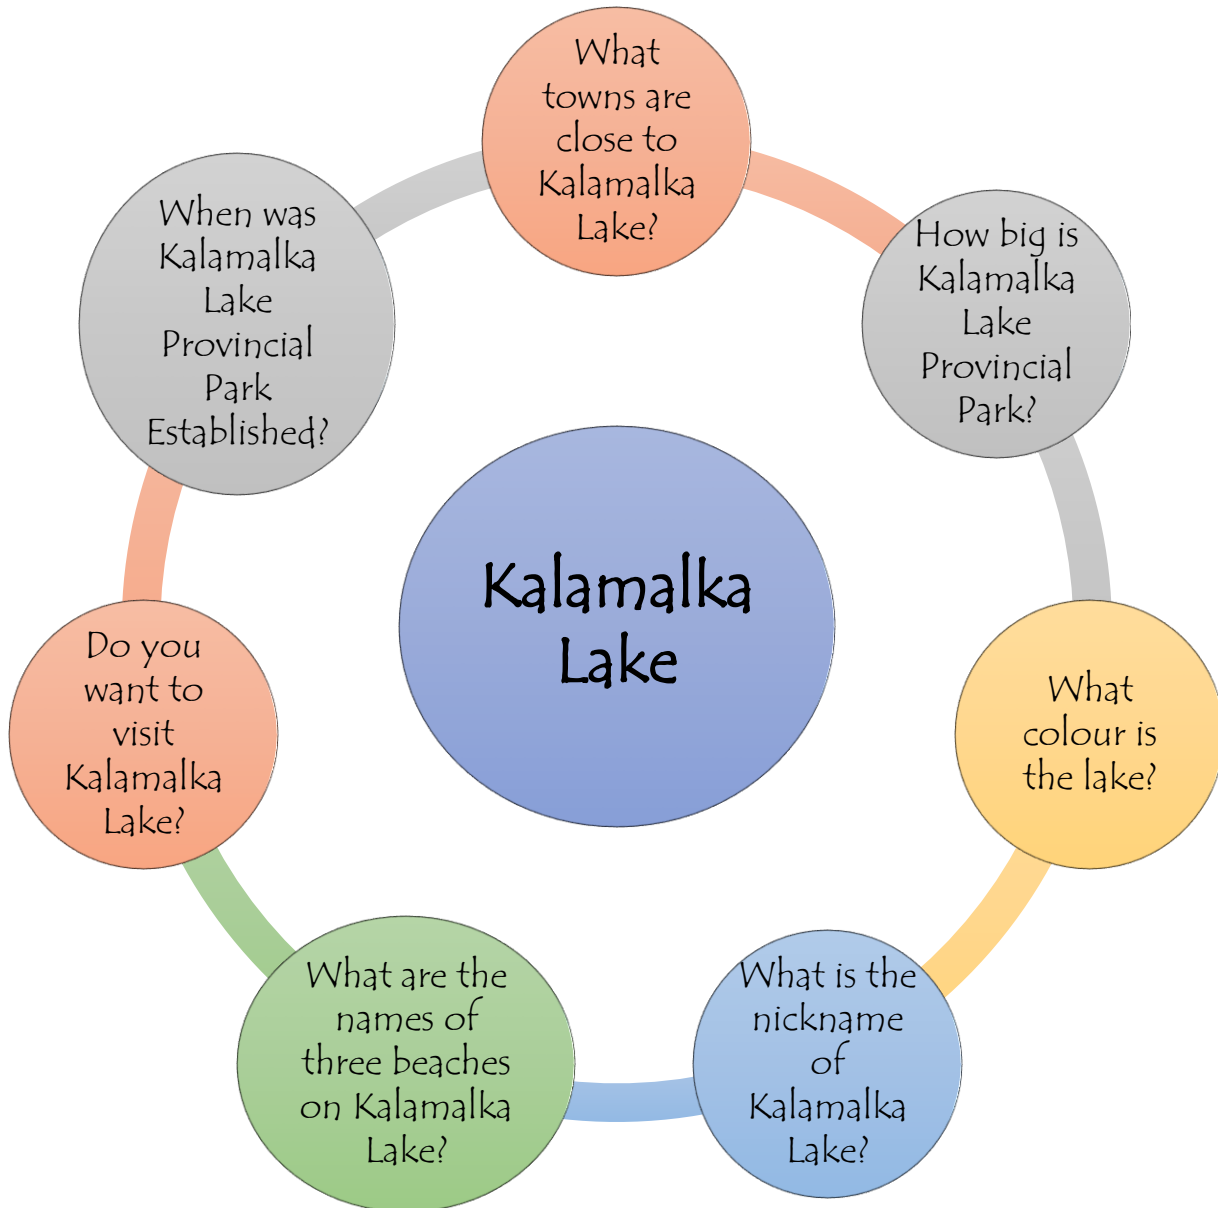 Kalamalka
Lake
What
towns are
close to
Kalamalka
Lake?
How big is
Kalamalka
Lake
Provincial
Park?
What
colour is
the lake?
What is the
nickname
of
Kalamalka
Lake?
What are the
names of
three beaches
on Kalamalka
Lake?
Do you
want to
visit
Kalamalka
Lake?
When was
Kalamalka
Lake
Provincial
Park
Established?